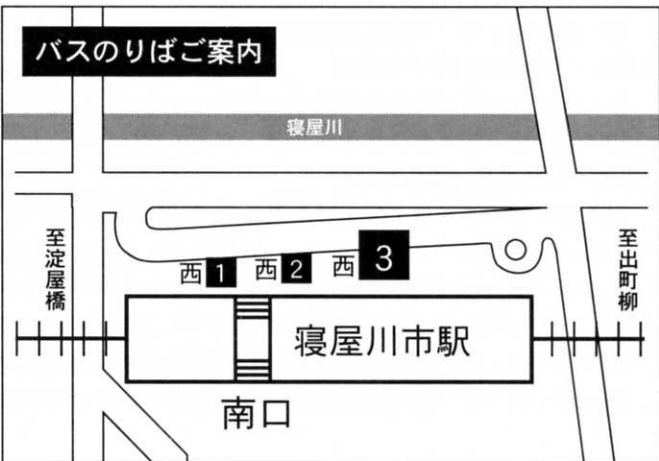 バスのりばご案内
寝屋川
至淀屋橋
西1
西2
西3
至出町柳
寝屋川市駅
南口